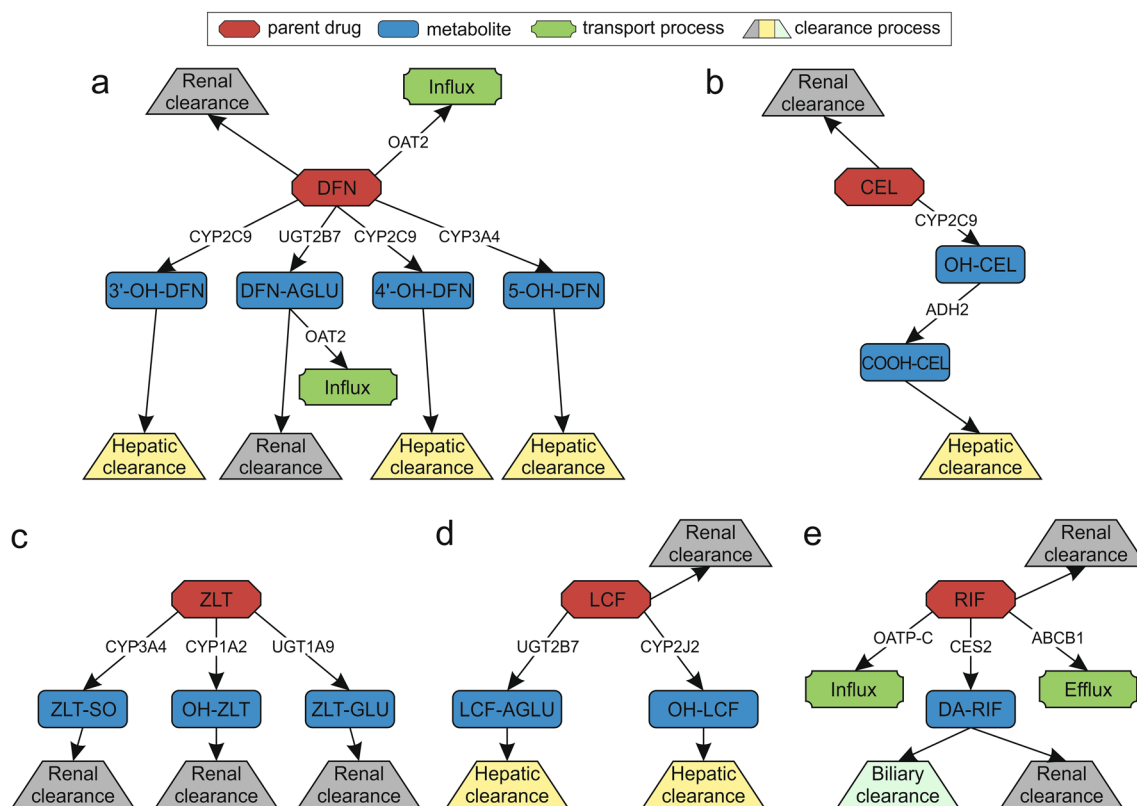 parent drug metabolite transport process clearance process
a
Renal
clearance
Influx
OAT2
DFN
CYP2C9 UGT2B7 CYP2C9 CYP3A4
3'-OH-DFN DFN-AGLU 4'-OH-DFN 5-OH-DFN
OAT2
Influx
Hepatic
clearance
Renal
clearance
Hepatic
clearance
Hepatic
clearance
b
Renal
clearance
CEL
CYP2C9
OH-CEL
ADH2
COOH-CEL
Hepatic
clearance
c
ZLT
CYP3A4 CYP1A2 UGT1A9
ZLT-SO OH-ZLT ZLT-GLU
Renal
clearance
Renal
clearance
Renal
clearance
d
Renal
clearance
LCF
UGT2B7 CYP2J2
LCF-AGLU OH-LCF
Hepatic
clearance
Hepatic
clearance
e
Renal
clearance
RIF
OATP-C CES2 ABCB1
Influx DA-RIF Efflux
Biliary
clearance
Renal
clearance